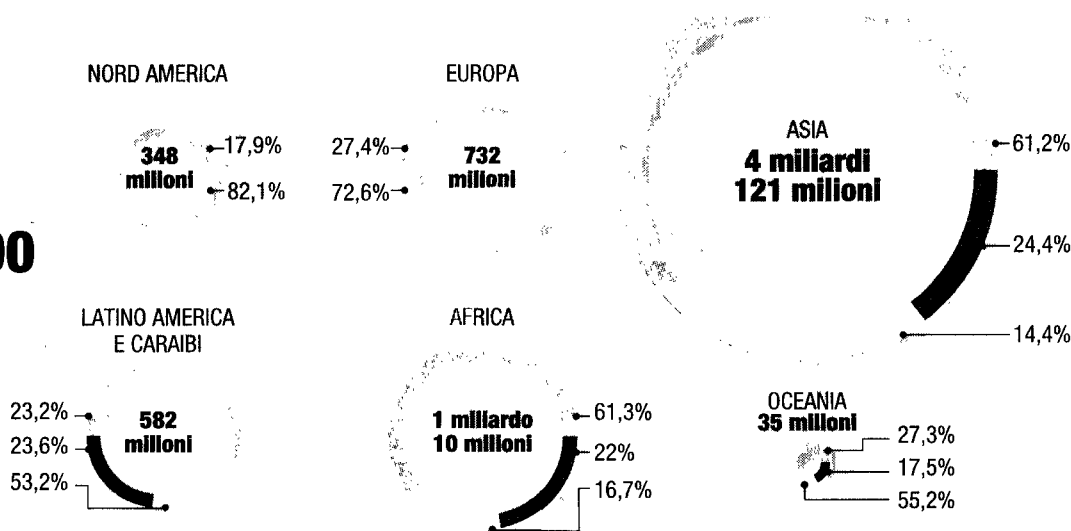 NORD AMERICA
348
milioni
17,9%
82,1%
EUROPA
732
milioni
27,4%
72,6%
ASIA
4 miliardi
121 milioni
61,2%
24,4%
14,4%
00
LATINO AMERICA
E CARAIBI
582
milioni
23,2%
23,6%
53,2%
AFRICA
1 miliardo
10 milioni
61,3%
22%
16,7%
OCEANIA
35 milioni
27,3%
17,5%
55,2%